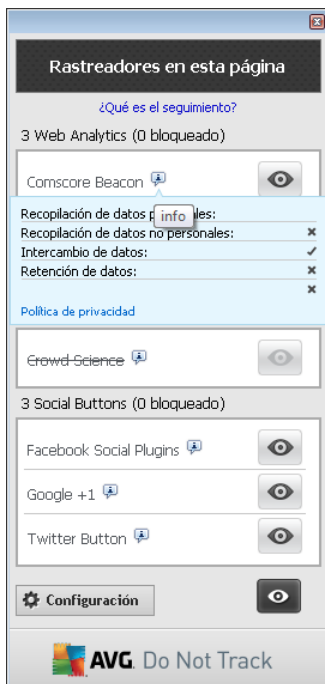 Rastreadores en esta página
¿Qué es el seguimiento?
3 Web Analytics (0 bloqueado)
Comscore Beacon
info
Recopilación de datos personales:
Recopilación de datos no personales:
Intercambio de datos:
Retención de datos:
Política de privacidad
Crowd Science
3 Social Buttons (0 bloqueado)
Facebook Social Plugins
Google +1
Twitter Button
Configuración
AVG. Do Not Track